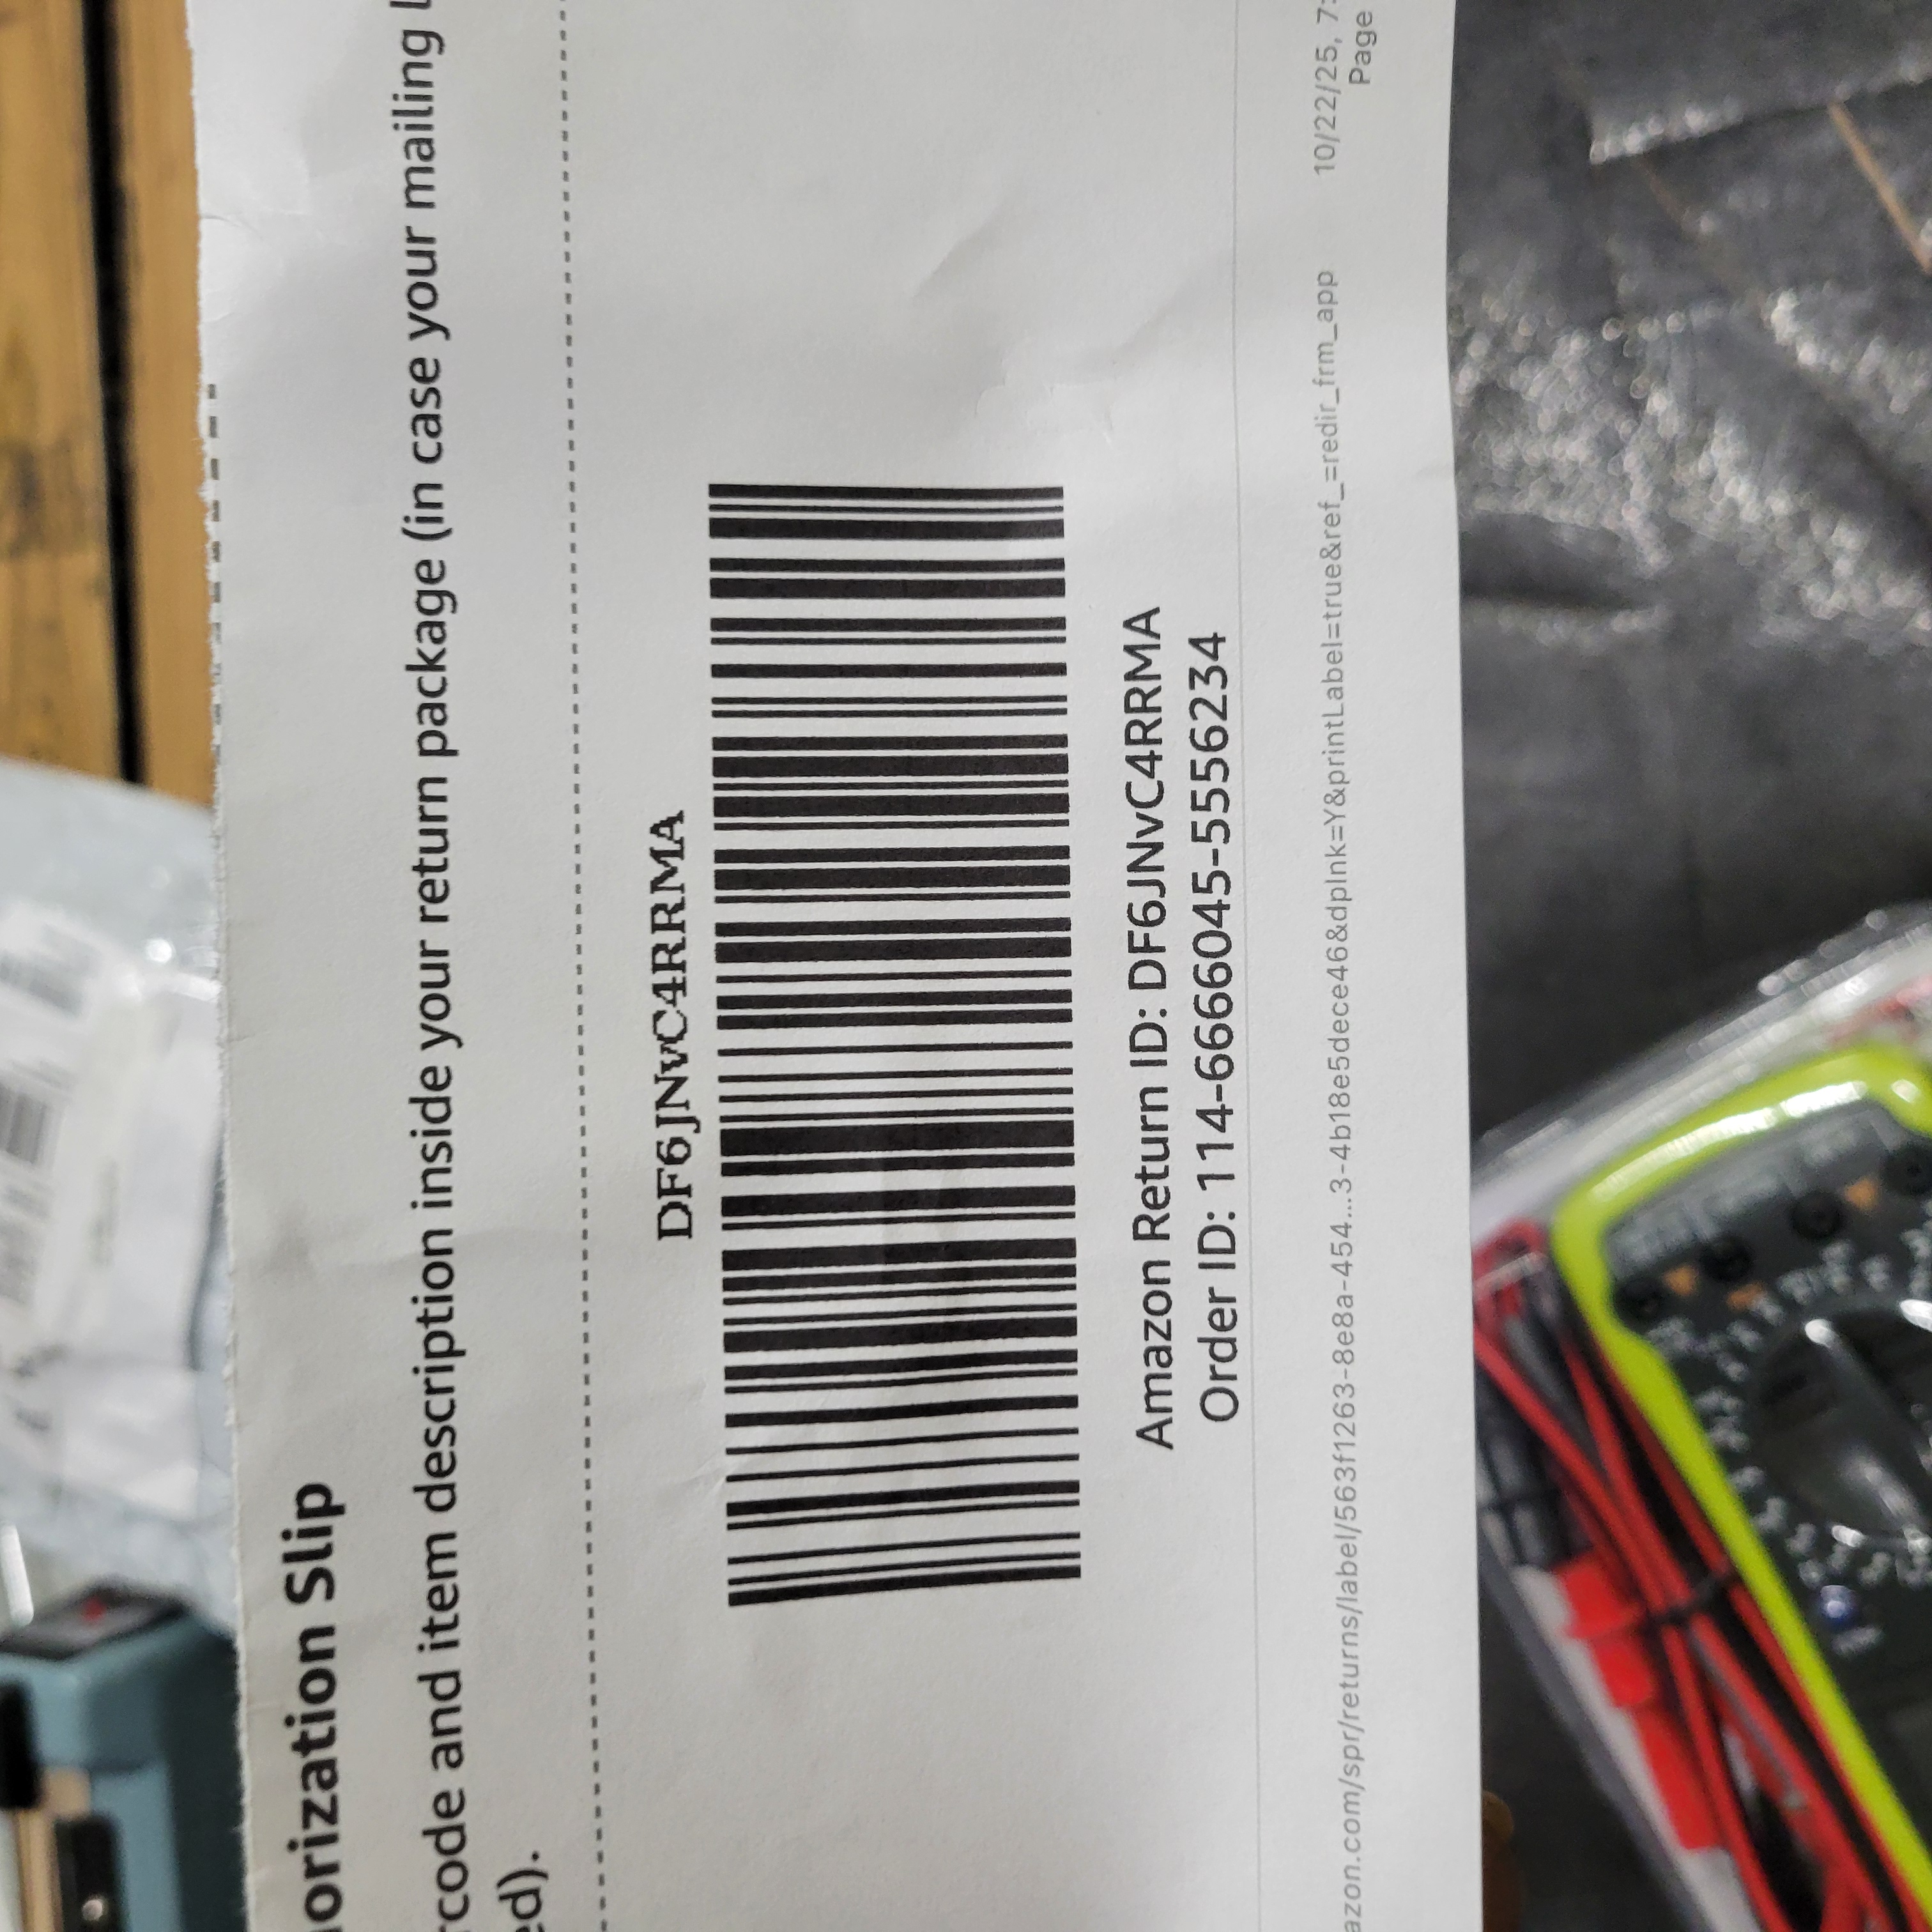 orization Slip
rcode and item description inside your return package (in case your mailing
ed).
DF6JNvC4RRMA
Amazon Return ID: DF6JNvC4RRMA
Order ID: 114-6666045-5556234
azon.com/spr/returns/label/563f1263-8e8a-454...3-4b18e5dece46&dplnk=Y&printLabel=true&ref_=redir_frm_app 10/22/25, 7:
Page